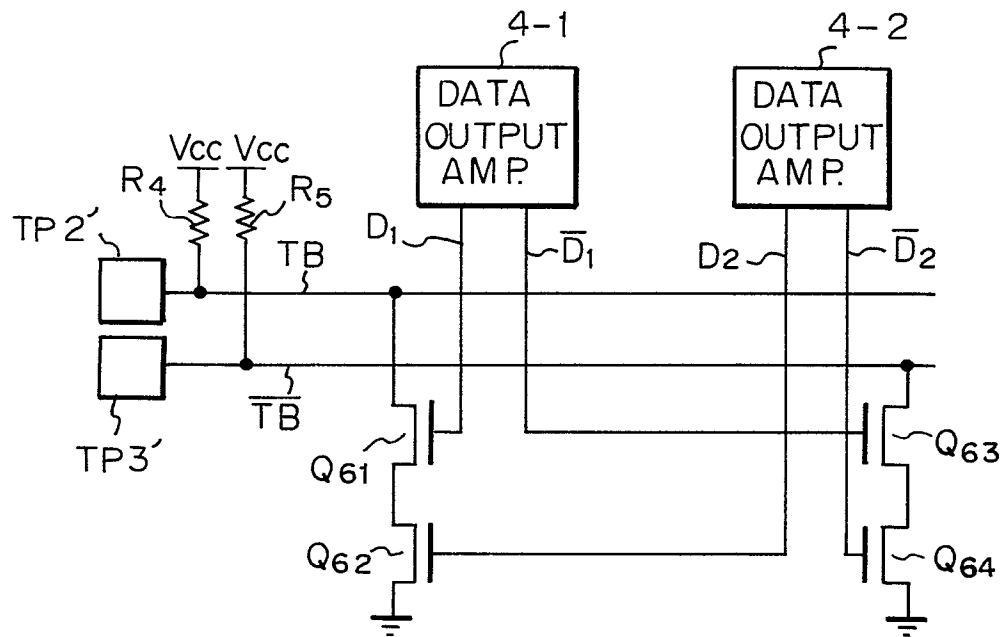 4-1
4-2
DATA
OUTPUT
AMP.
DATA
OUTPUT
AMP.
Vcc
Vcc
R4
R5
TP2'
TB
D1
D̅1
D2
D̅2
T̅B̅
TP3'
Q61
Q63
Q62
Q64